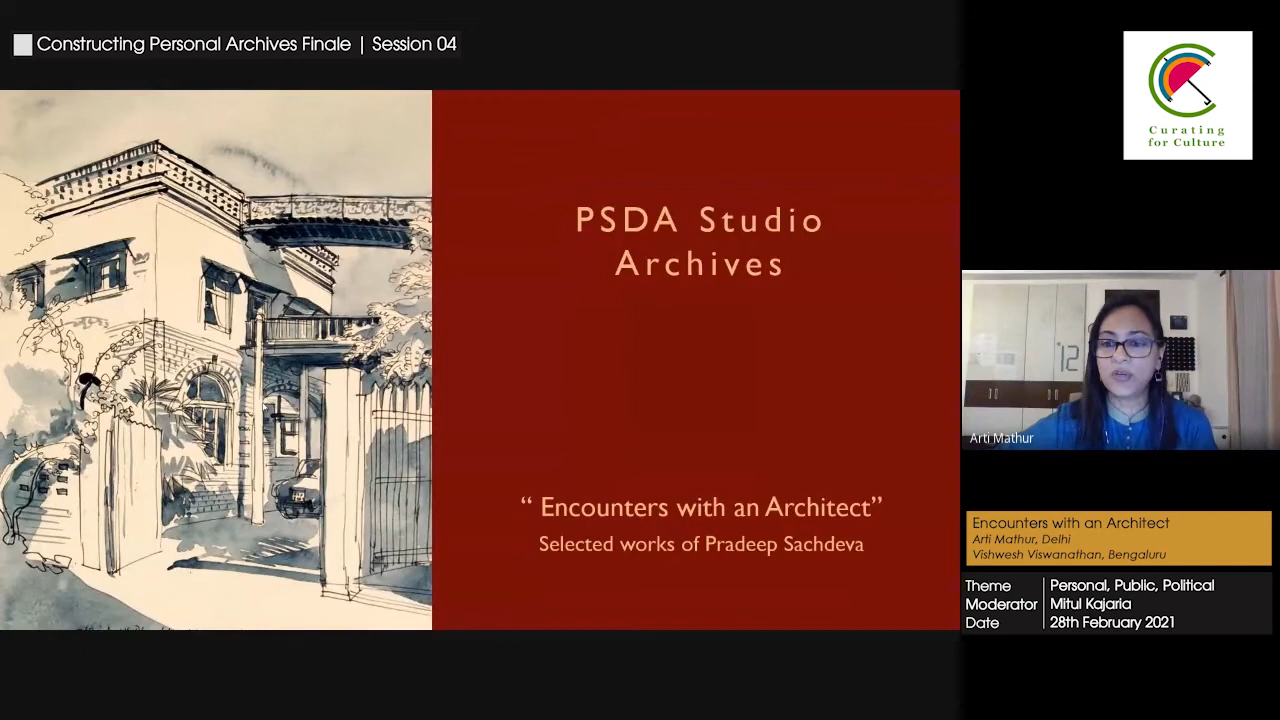 Constructing Personal Archives Finale | Session 04
Curating
for Culture
PSDA Studio
Archives
“ Encounters with an Architect”
Selected works of Pradeep Sachdeva
'12
Arti Mathur
Encounters with an Architect
Arti Mathur, Delhi
Vishwesh Viswanathan, Bengaluru
Theme Personal, Public, Political
Moderator Mitul Kajaria
Date 28th February 2021